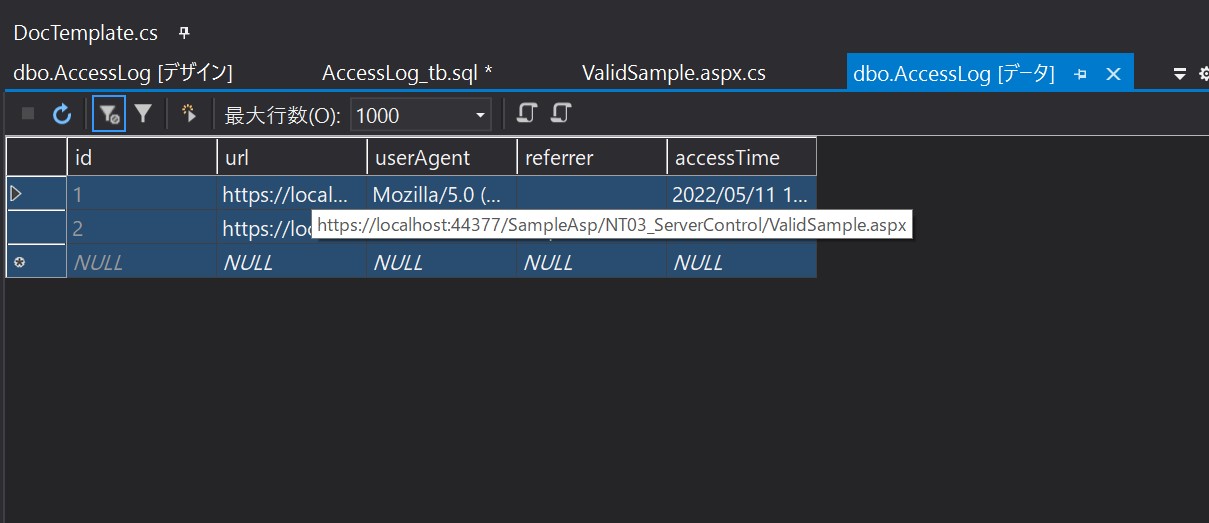 DocTemplate.cs
dbo.AccessLog [デザイン] AccessLog_tb.sql * ValidSample.aspx.cs dbo.AccessLog [データ]
最大行数(O): 1000
id url userAgent referrer accessTime
1 https://local... Mozilla/5.0 (... 2022/05/11 1...
2 https://loc
https://localhost:44377/SampleAsp/NT03_ServerControl/ValidSample.aspx
NULL NULL NULL NULL NULL